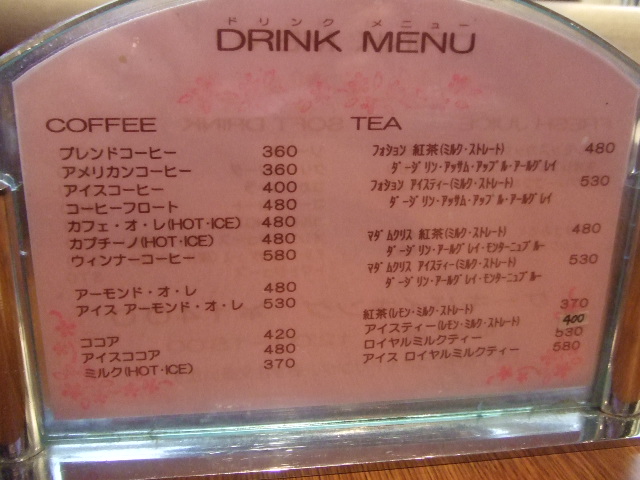 ドリンク メニュー
DRINK MENU
COFFEE
ブレンドコーヒー 360
アメリカンコーヒー 360
アイスコーヒー 400
コーヒーフロート 480
カフェ・オ・レ(HOT・ICE) 480
カプチーノ(HOT・ICE) 480
ウィンナーコーヒー 580
アーモンド・オ・レ 480
アイス アーモンド・オ・レ 530
ココア 420
アイスココア 480
ミルク(HOT・ICE) 370
TEA
フォション 紅茶(ミルク・ストレート) 480
ダーダリン・アッサム・アップル・アールグレイ
フォション アイスティー(ミルク・ストレート) 530
ダーダリン・アッサム・アップル・アールグレイ
マダムクリス 紅茶(ミルク・ストレート) 480
ダーダリン・アールグレイ・モンターニュブルー
マダムクリス アイスティー(ミルク・ストレート) 530
ダーダリン・アールグレイ・モンターニュブルー
紅茶(レモン・ミルク・ストレート) 370
アイスティー(レモン・ミルク・ストレート) 400
ロイヤルミルクティー 530
アイス ロイヤルミルクティー 580